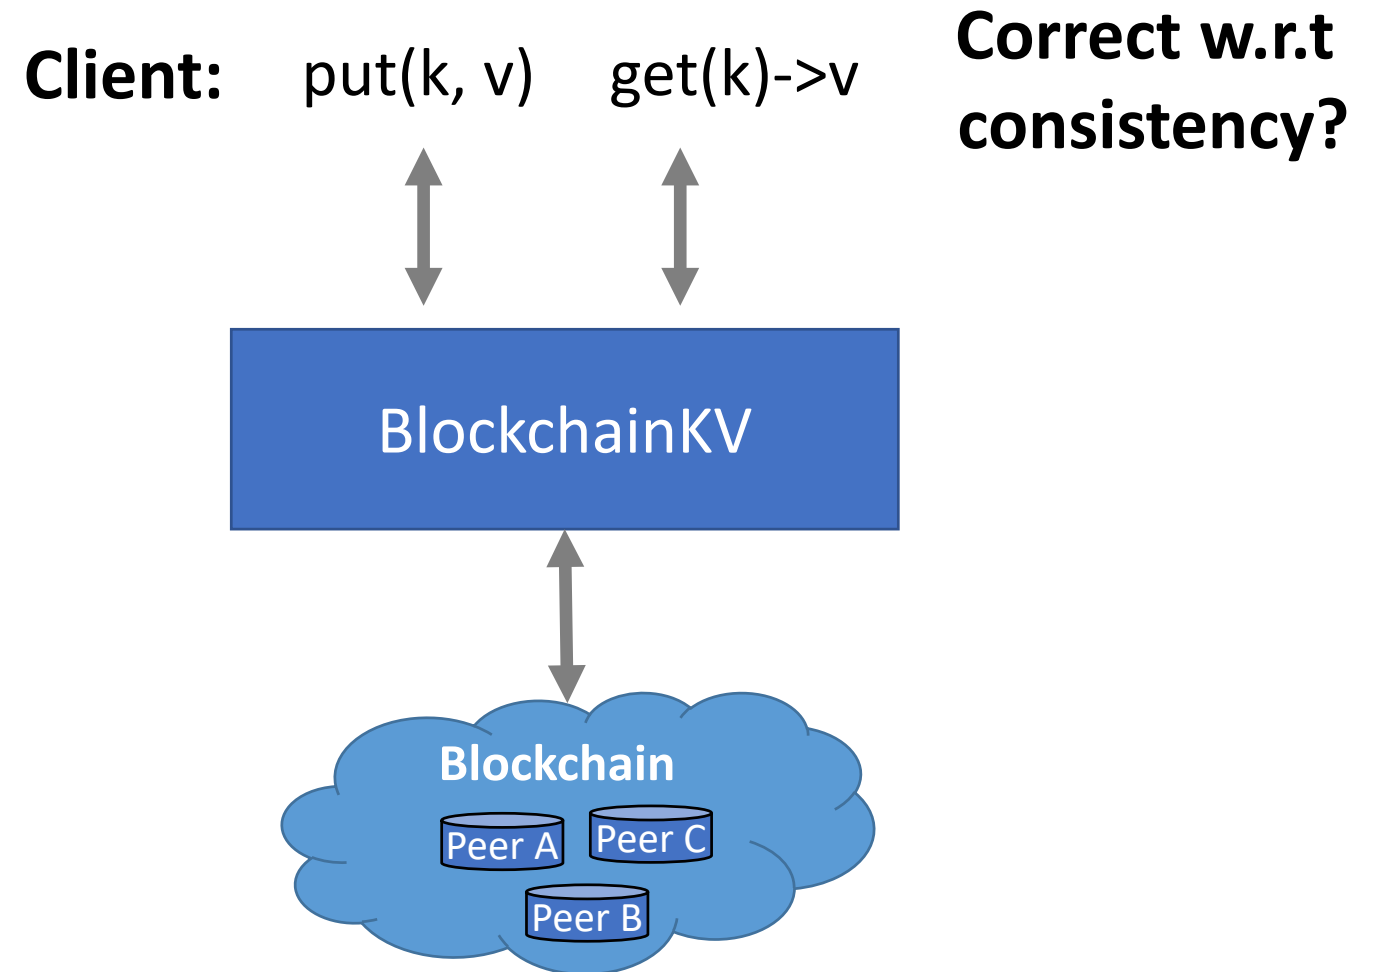 Client: put(k, v) get(k)->v
Correct w.r.t
consistency?
BlockchainKV
Blockchain
Peer A
Peer C
Peer B